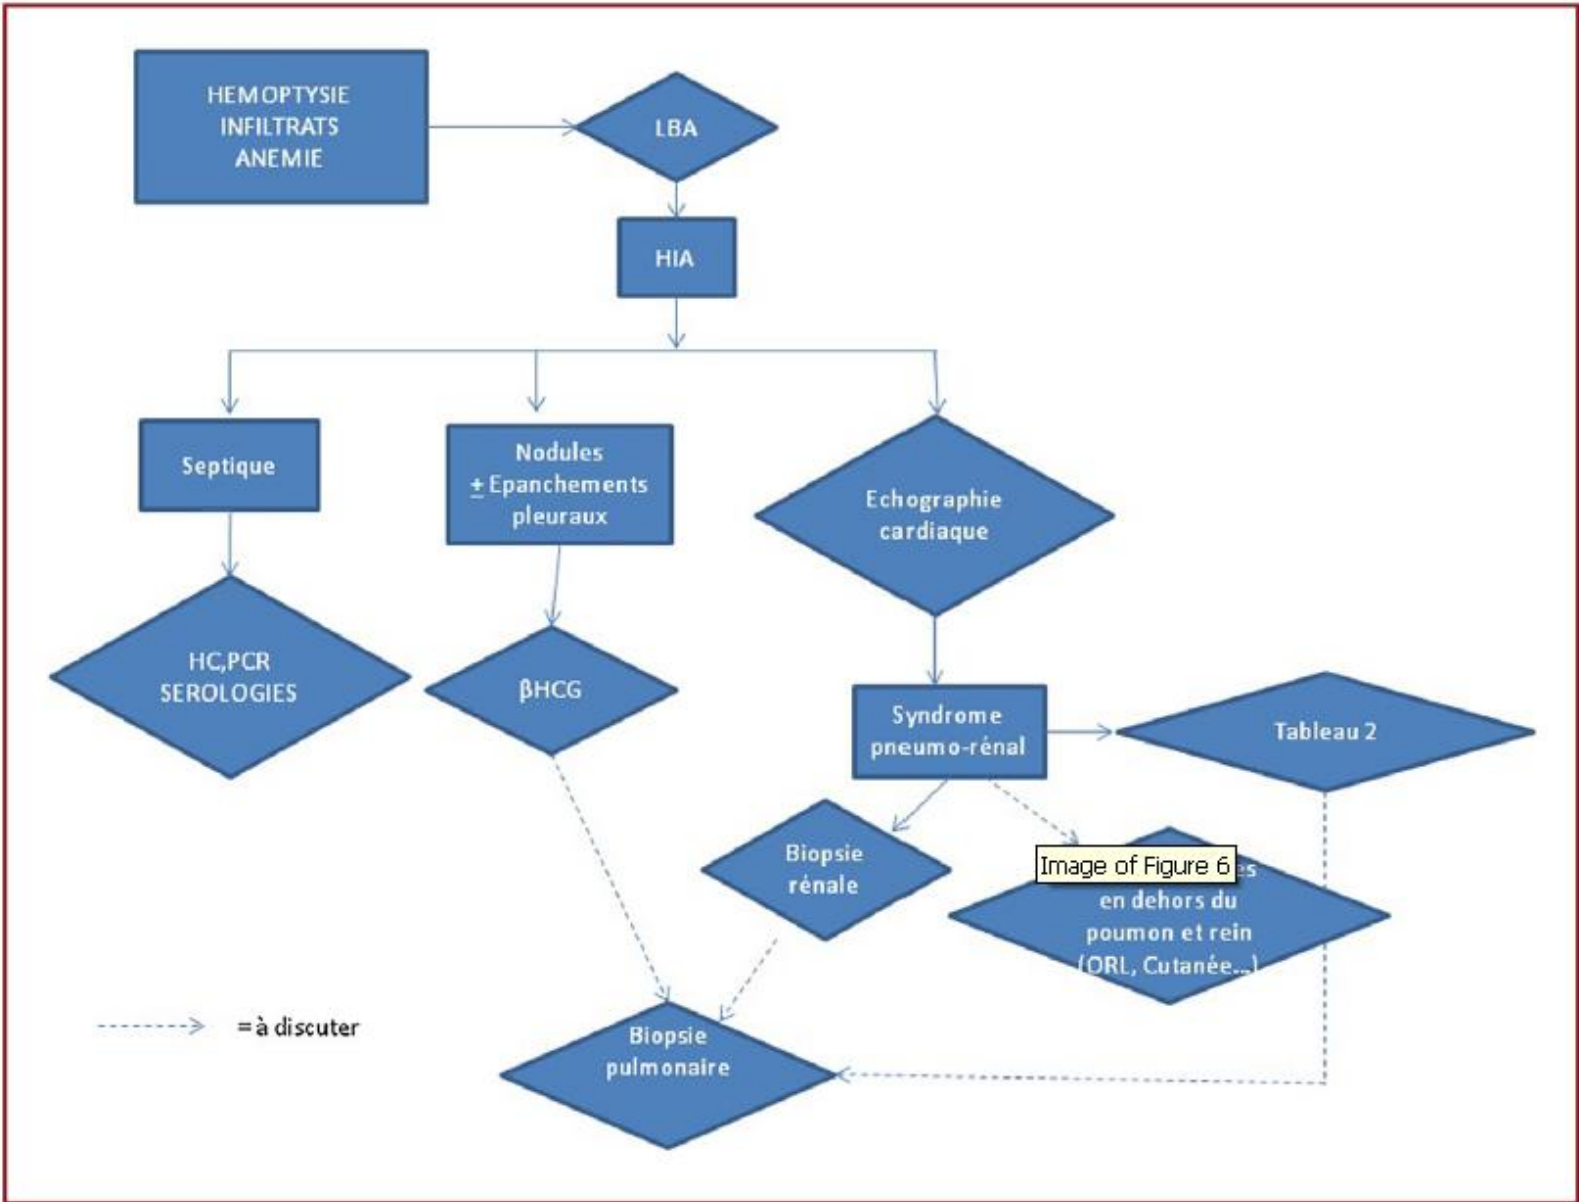 HEMOPTYSIE
INFILTRATS
ANEMIE
LBA
HIA
Septique
Nodules
± Epanchements
pleuraux
Echographie
cardiaque
HC,PCR
SEROLOGIES
βHCG
Syndrome
pneumo-rénal
Tableau 2
Biopsie
rénale
Image of Figure 6
en dehors du
poumon et rein
(ORL, Cutanée...)
= à discuter
Biopsie
pulmonaire